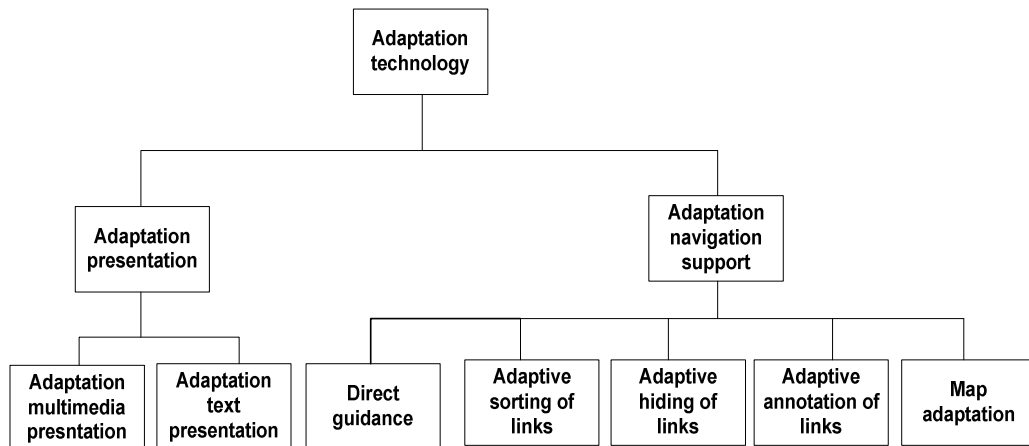 Adaptation
technology
Adaptation
presentation
Adaptation
navigation
support
Adaptation
multimedia
presntation
Adaptation
text
presentation
Direct
guidance
Adaptive
sorting of
links
Adaptive
hiding of
links
Adaptive
annotation of
links
Map
adaptation